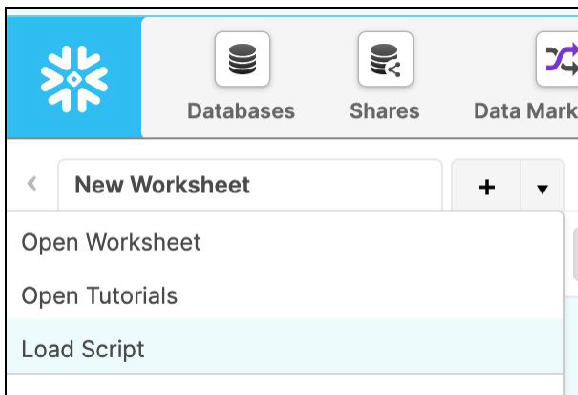 Databases
Shares
Data Mark
New Worksheet
Open Worksheet
Open Tutorials
Load Script